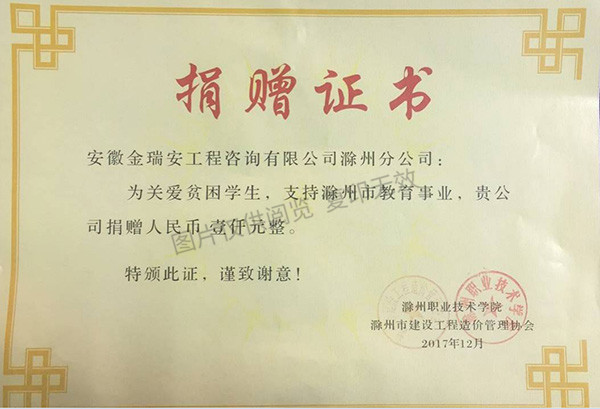 捐赠证书
安徽金瑞安工程咨询有限公司滁州分公司：
为关爱贫困学生，支持滁州市教育事业，贵公
司捐赠人民币 壹仟元整。
图片仅供阅览 复印无效
特颁此证，谨致谢意！
滁州职业技术学院
滁州市建设工程造价管理协会
2017年12月